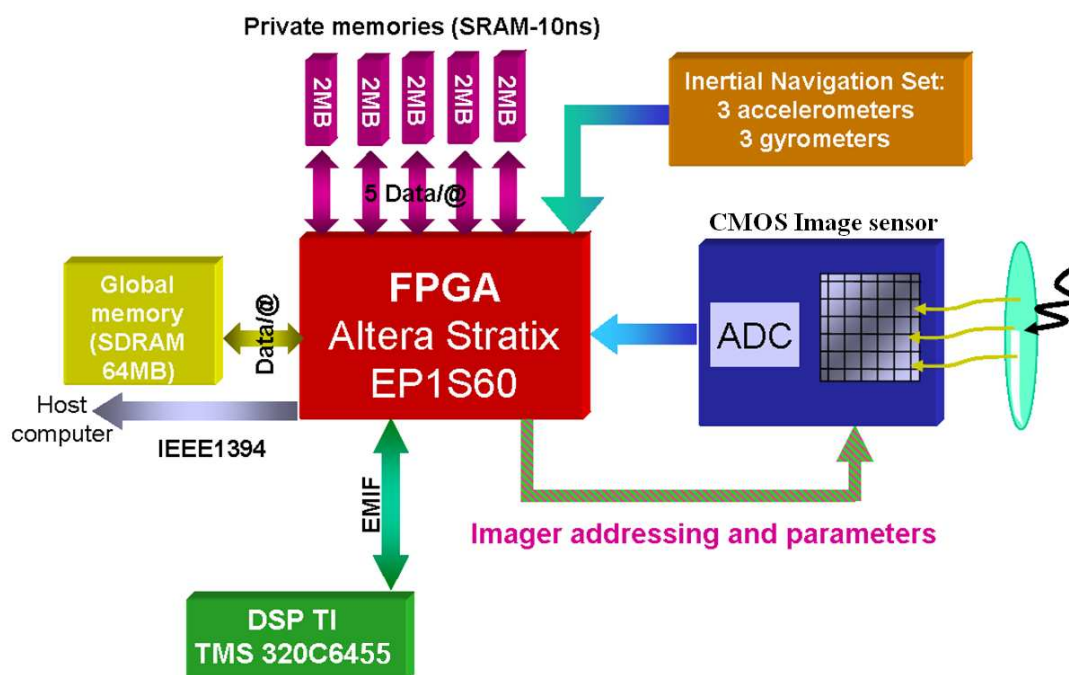 Private memories (SRAM-10ns)
2MB
2MB
2MB
2MB
2MB
Inertial Navigation Set:
3 accelerometers
3 gyrometers
5 Data/@
CMOS Image sensor
Global
memory
(SDRAM
64MB)
Data/@
FPGA
Altera Stratix
EP1S60
ADC
Host
computer
IEEE1394
EMIF
Imager addressing and parameters
DSP TI
TMS 320C6455